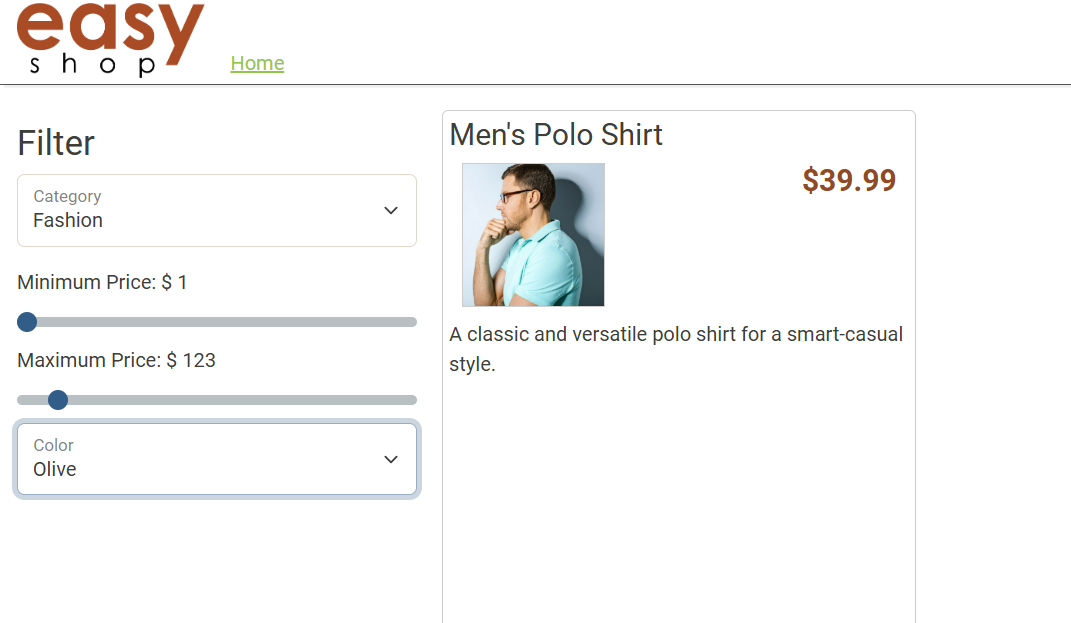 easy
shop
Home
Filter
Category
Fashion
Minimum Price: $ 1
Maximum Price: $ 123
Color
Olive
Men's Polo Shirt
$39.99
A classic and versatile polo shirt for a smart-casual
style.